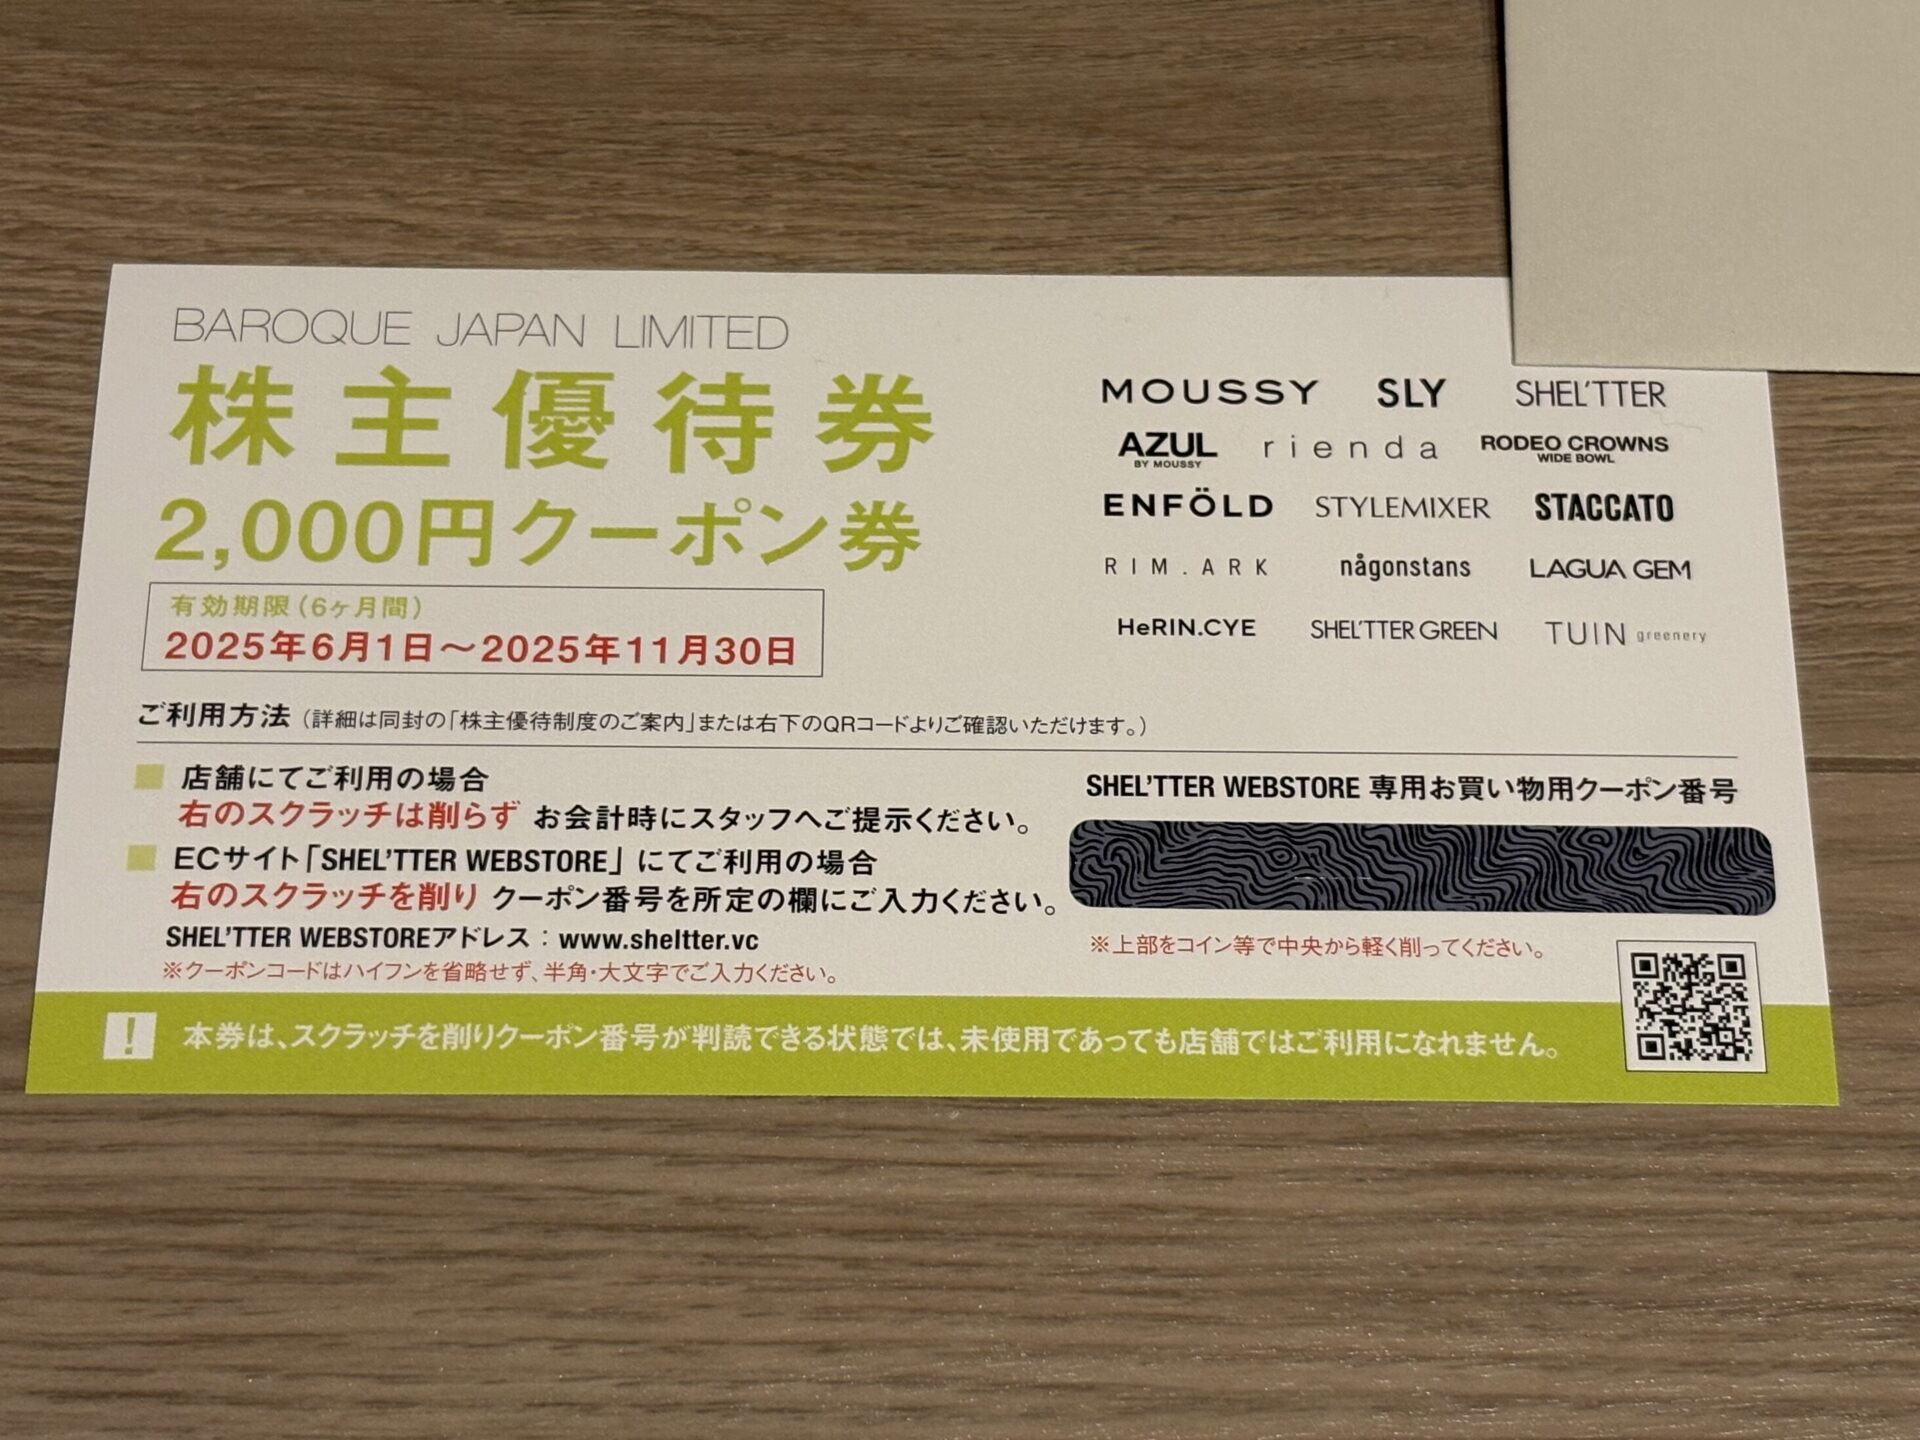 BAROQUE JAPAN LIMITED
株主優待券
2,000円クーポン券
有効期限(6ヶ月間)
2025年6月1日～2025年11月30日
MOUSSY SLY SHEL'TTER
AZUL BY MOUSSY rienda RODEO CROWNS WIDE BOWL
ENFÖLD STYLEMIXER STACCATO
RIM.ARK någonstans LAGUA GEM
HeRIN.CYE SHEL'TTER GREEN TUIN greenery
ご利用方法(詳細は同封の「株主優待制度のご案内」または右下のQRコードよりご確認いただけます。)
店舗にてご利用の場合
右のスクラッチは削らず お会計時にスタッフへご提示ください。
ECサイト「SHEL'TTER WEBSTORE」にてご利用の場合
右のスクラッチを削り クーポン番号を所定の欄にご入力ください。
SHEL'TTER WEBSTOREアドレス：www.sheltter.vc
※クーポンコードはハイフンを省略せず、半角・大文字でご入力ください。
SHEL'TTER WEBSTORE 専用お買い物用クーポン番号
※上部をコイン等で中央から軽く削ってください。
! 本券は、スクラッチを削りクーポン番号が判読できる状態では、未使用であっても店舗ではご利用になれません。